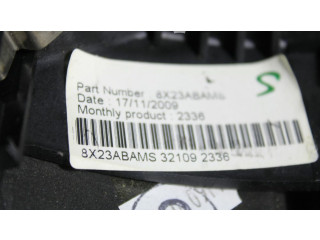 Part Number : 8X23ABAMS
Date : 17/11/2009
Monthly product : 2336
8X23ABAMS 32109 2336